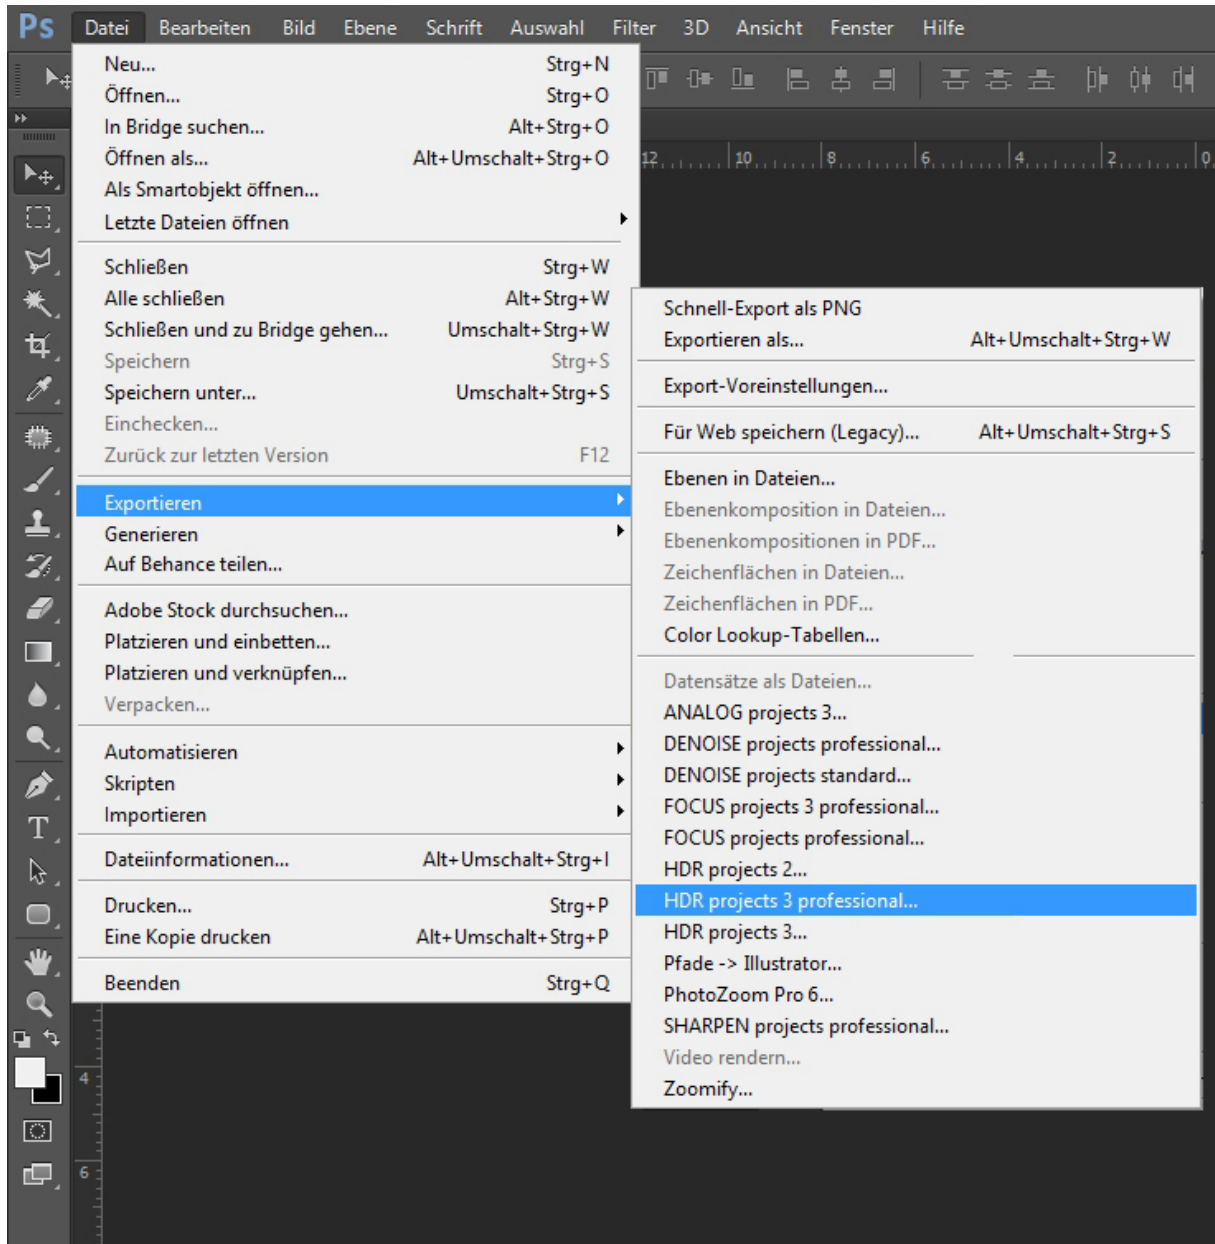 Ps Datei Bearbeiten Bild Ebene Schrift Auswahl Filter 3D Ansicht Fenster Hilfe
Neu... Strg+N
Öffnen... Strg+O
In Bridge suchen... Alt+Strg+O
Öffnen als... Alt+Umschalt+Strg+O
Als Smartobjekt öffnen...
Letzte Dateien öffnen
Schließen Strg+W
Alle schließen Alt+Strg+W
Schließen und zu Bridge gehen... Umschalt+Strg+W
Speichern Strg+S
Speichern unter... Umschalt+Strg+S
Einchecken...
Zurück zur letzten Version F12
Exportieren
Generieren
Auf Behance teilen...
Adobe Stock durchsuchen...
Platzieren und einbetten...
Platzieren und verknüpfen...
Verpacken...
Automatisieren
Skripten
Importieren
Dateiinformationen... Alt+Umschalt+Strg+I
Drucken... Strg+P
Eine Kopie drucken Alt+Umschalt+Strg+P
Beenden Strg+Q
12 10 8 6 4 2 0
Schnell-Export als PNG
Exportieren als... Alt+Umschalt+Strg+W
Export-Voreinstellungen...
Für Web speichern (Legacy)... Alt+Umschalt+Strg+S
Ebenen in Dateien...
Ebenenkomposition in Dateien...
Ebenenkompositionen in PDF...
Zeichenflächen in Dateien...
Zeichenflächen in PDF...
Color Lookup-Tabellen...
Datensätze als Dateien...
ANALOG projects 3...
DENOISE projects professional...
DENOISE projects standard...
FOCUS projects 3 professional...
FOCUS projects professional...
HDR projects 2...
HDR projects 3 professional...
HDR projects 3...
Pfade -> Illustrator...
PhotoZoom Pro 6...
SHARPEN projects professional...
Video rendern...
Zoomify...
4
6